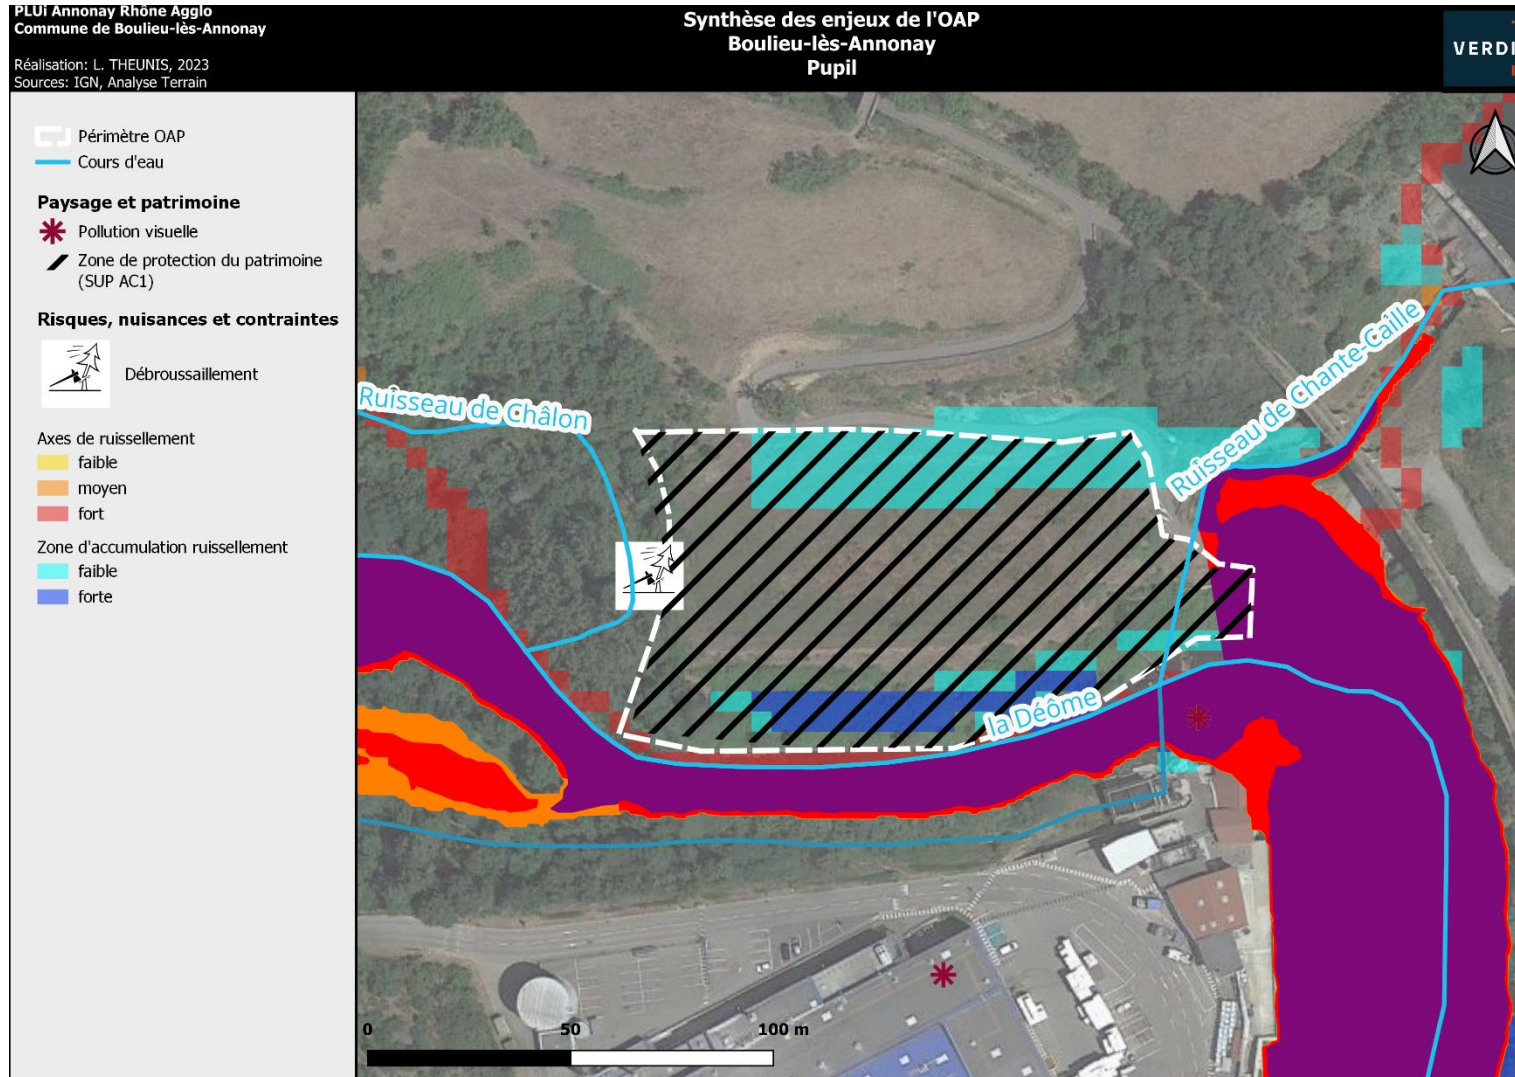 PLUi Annonay Rhône Agglo
Commune de Boulieu-lès-Annonay
Réalisation: L. THEUNIS, 2023
Sources: IGN, Analyse Terrain
Synthèse des enjeux de l'OAP
Boulieu-lès-Annonay
Pupil
VERDI
Périmètre OAP
Cours d'eau
Paysage et patrimoine
Pollution visuelle
Zone de protection du patrimoine
(SUP AC1)
Risques, nuisances et contraintes
Débroussaillement
Axes de ruissellement
faible
moyen
fort
Zone d'accumulation ruissellement
faible
forte
Ruisseau de Châlon
Ruisseau de Chante-Caille
la Déôme
0 50 100 m